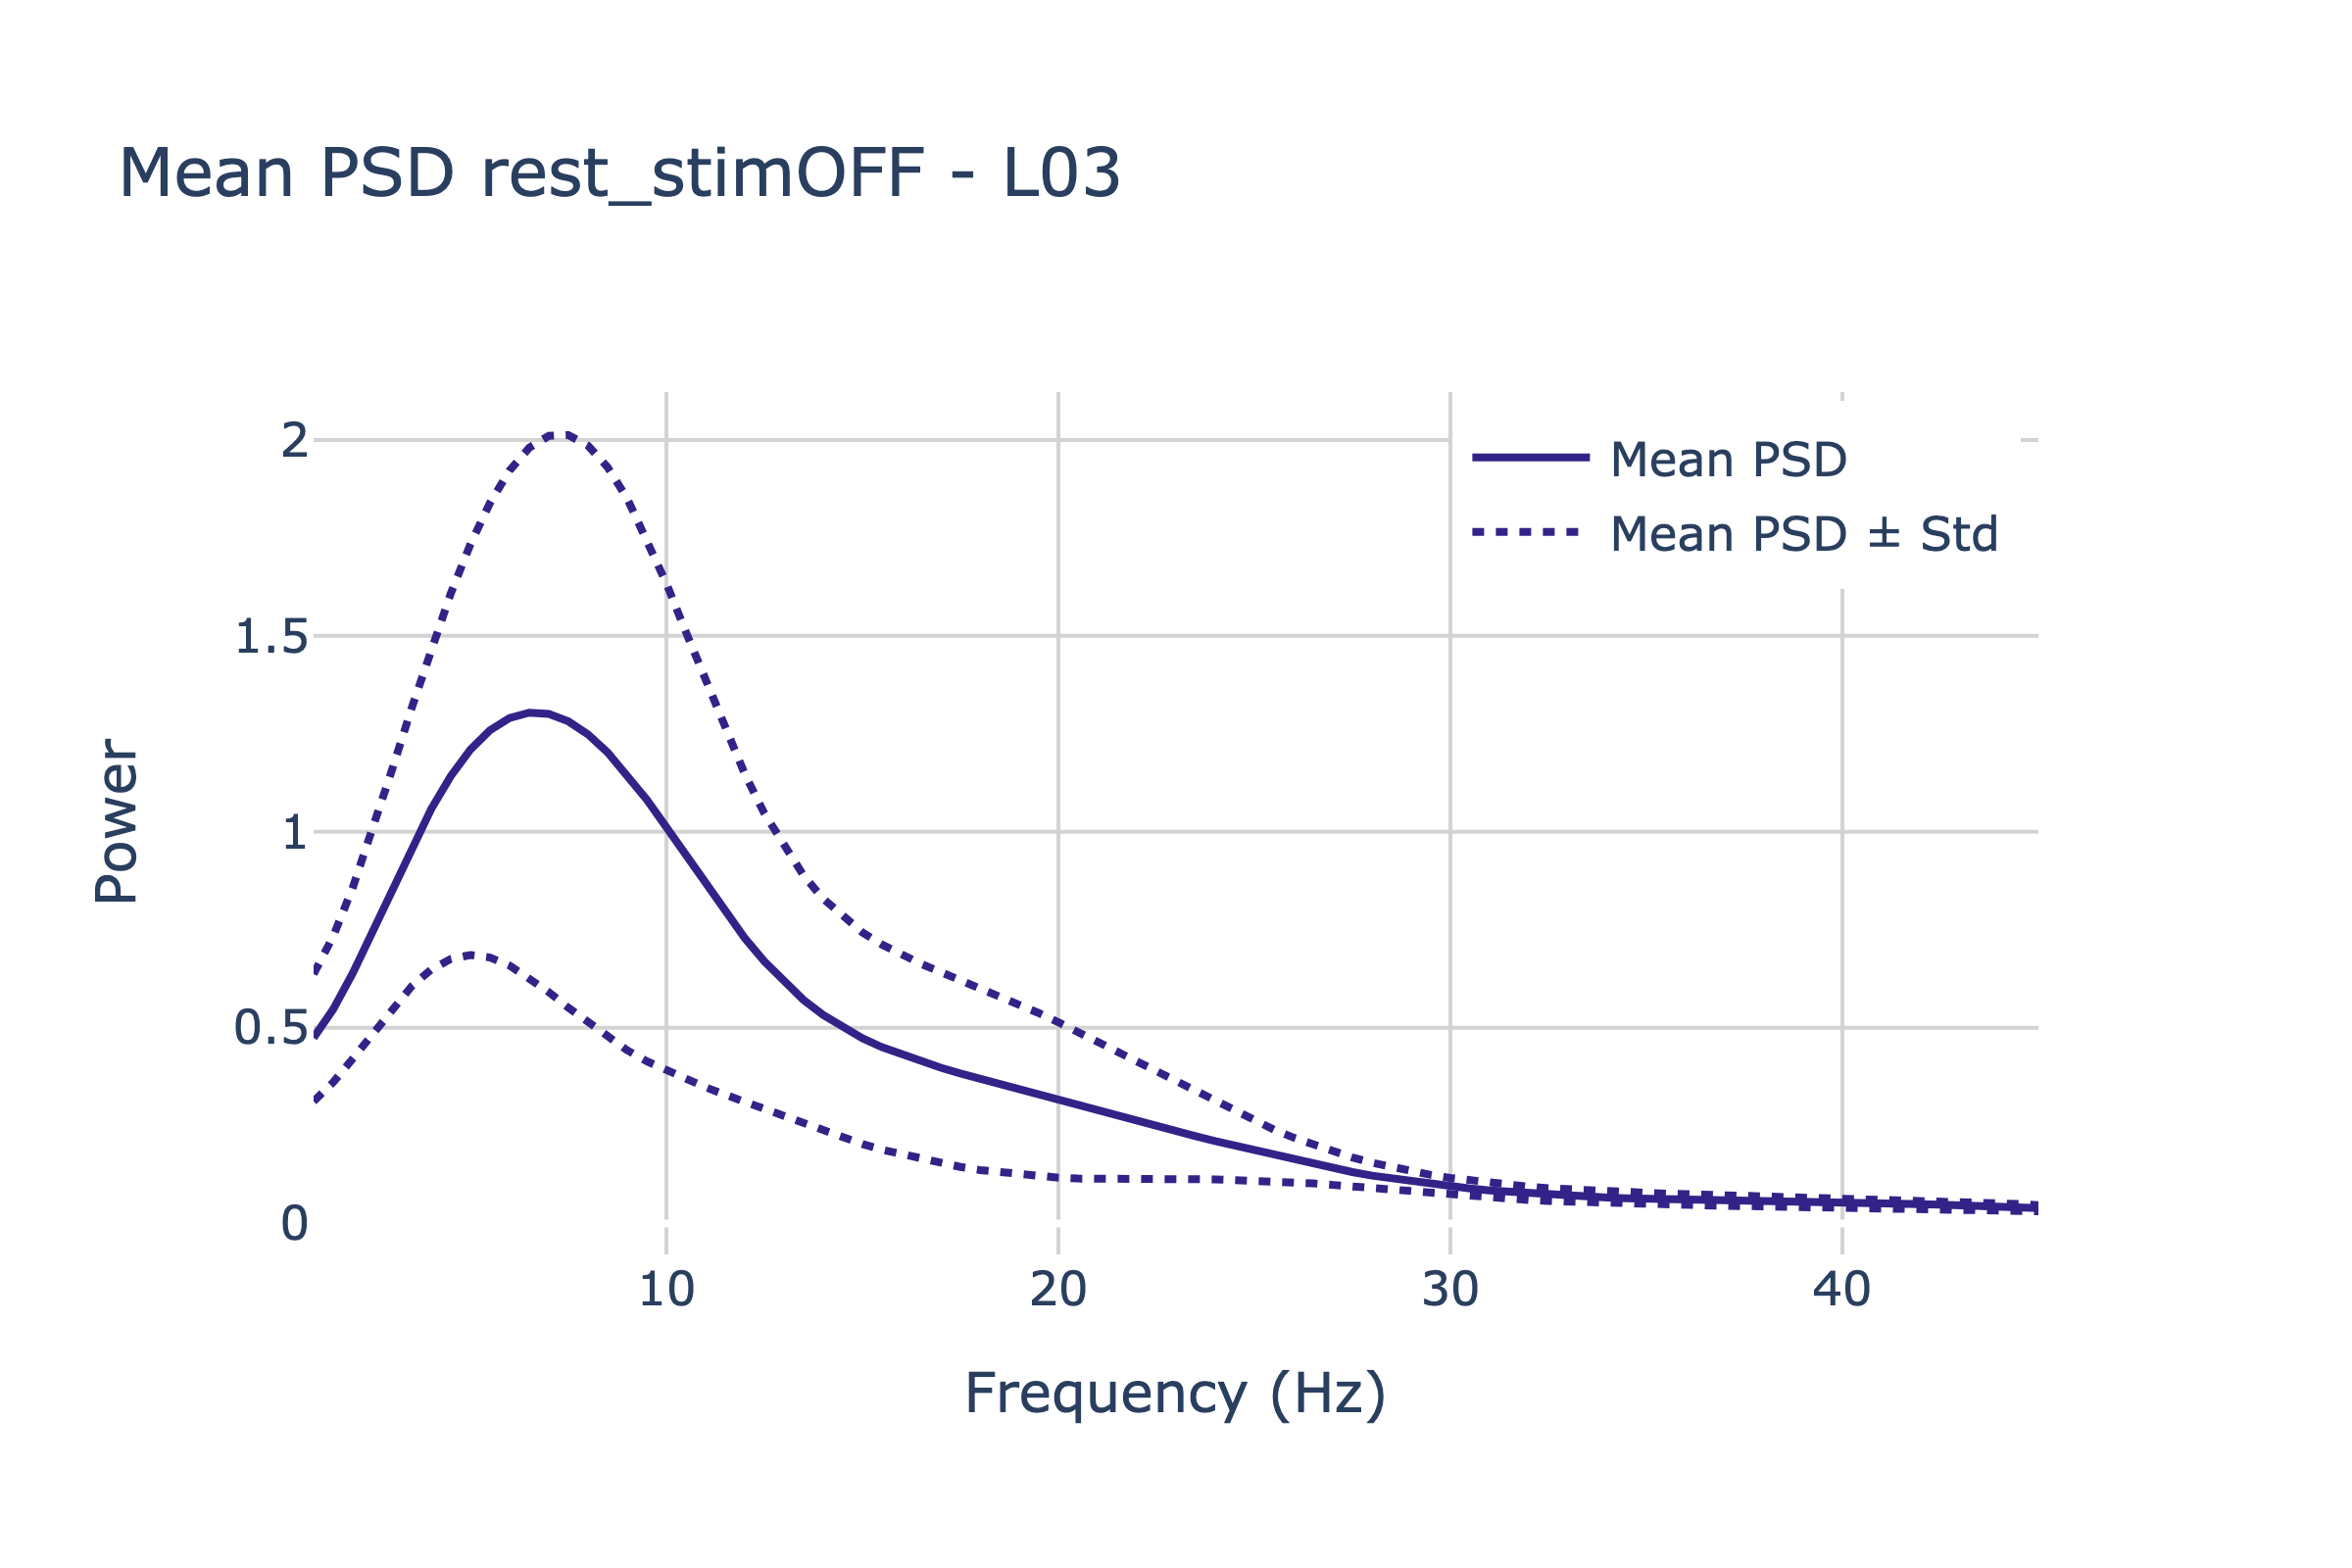 Mean PSD rest_stimOFF - L03
Mean PSD
Mean PSD ± Std
2
1.5
1
0.5
0
Power
10 20 30 40
Frequency (Hz)